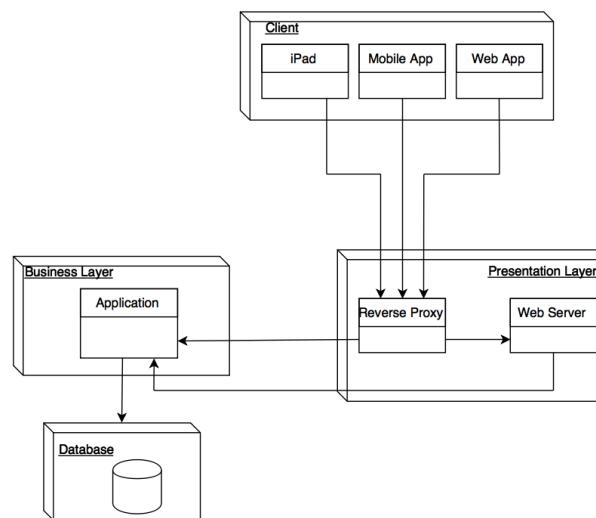 Client
iPad
Mobile App
Web App
Business Layer
Application
Presentation Layer
Reverse Proxy
Web Server
Database